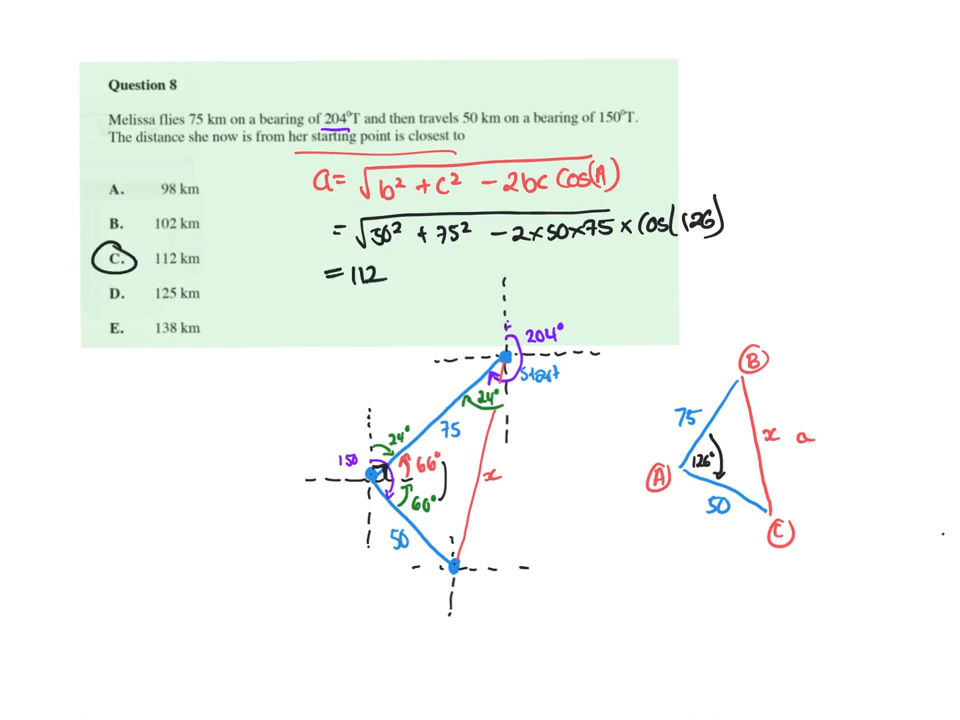 Question 8
Melissa flies 75 km on a bearing of 204⁰T and then travels 50 km on a bearing of 150⁰T.
The distance she now is from her starting point is closest to
A. 98 km
B. 102 km
C. 112 km
D. 125 km
E. 138 km
a = √b² + c² - 2bc Cos(A)
= √50² + 75² - 2×50×75 × Cos(126)
= 112
204°
Start
24°
75
24°
150
66°
60°
x
50
B
75
x a
126°
A
50
C